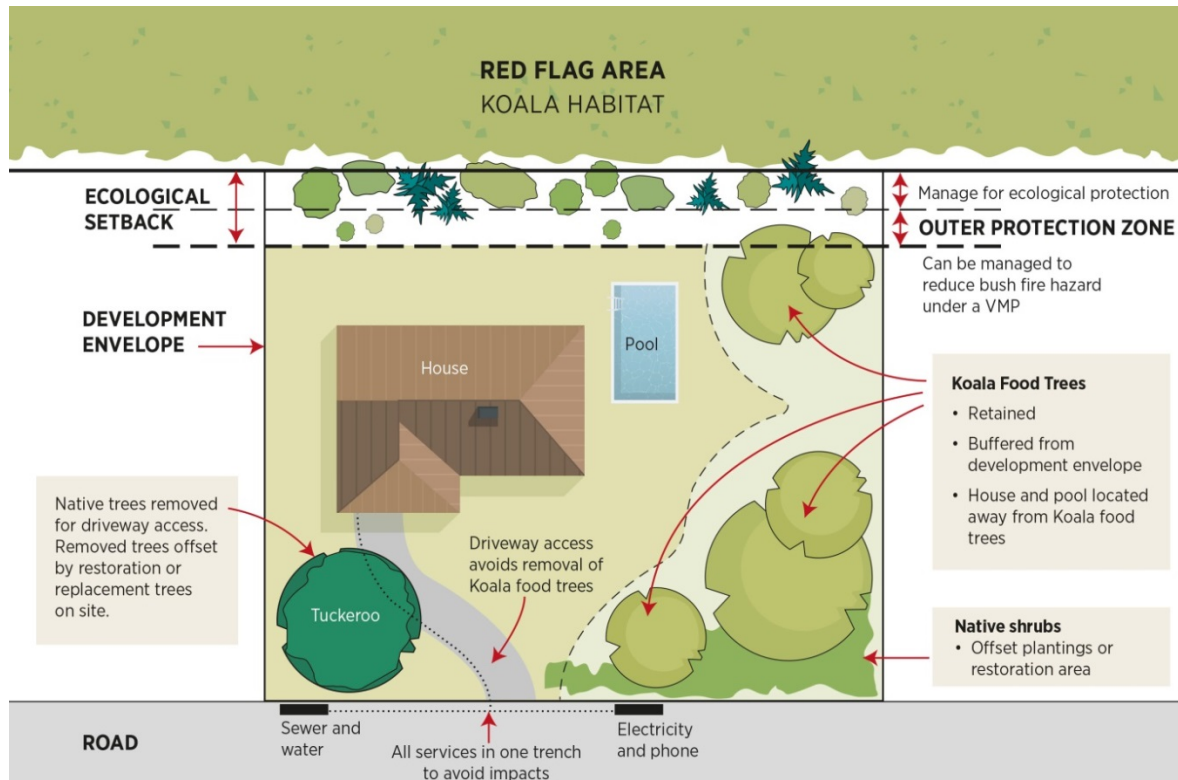 RED FLAG AREA
KOALA HABITAT
ECOLOGICAL
SETBACK
Manage for ecological protection
OUTER PROTECTION ZONE
Can be managed to
reduce bush fire hazard
under a VMP
DEVELOPMENT
ENVELOPE
House
Pool
Koala Food Trees
• Retained
• Buffered from
development envelope
• House and pool located
away from Koala food
trees
Native trees removed
for driveway access.
Removed trees offset
by restoration or
replacement trees
on site.
Driveway access
avoids removal of
Koala food trees
Tuckeroo
Native shrubs
• Offset plantings or
restoration area
ROAD
Sewer and
water
All services in one trench
to avoid impacts
Electricity
and phone